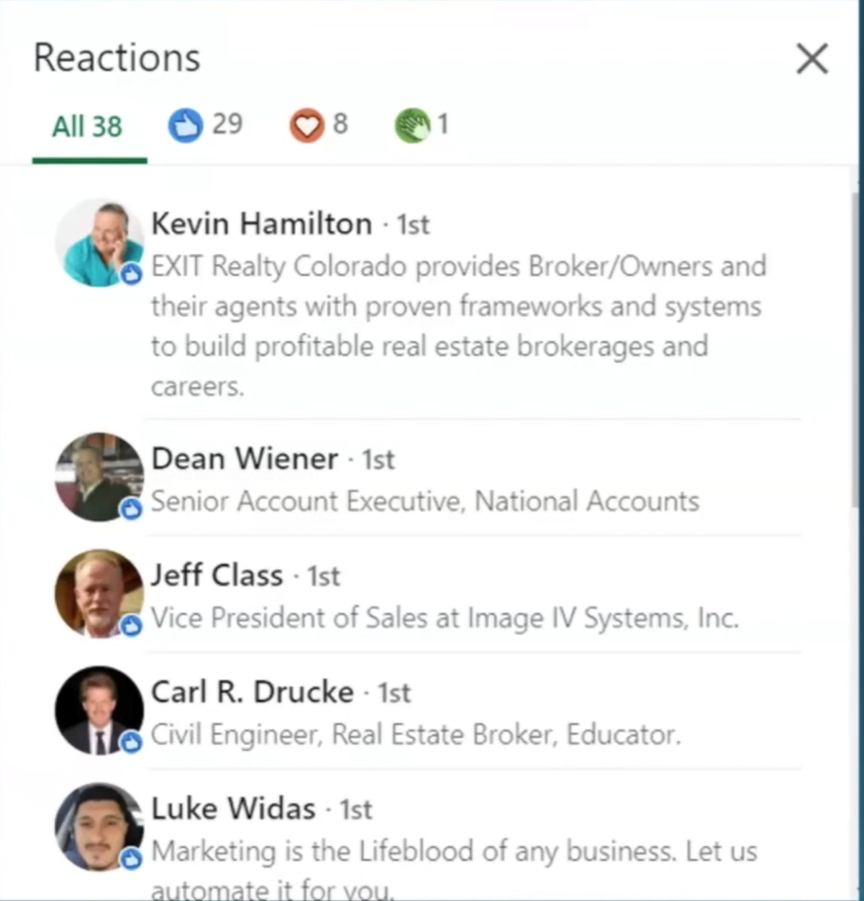 Reactions
All 38 29 8 1
Kevin Hamilton · 1st
EXIT Realty Colorado provides Broker/Owners and
their agents with proven frameworks and systems
to build profitable real estate brokerages and
careers.
Dean Wiener · 1st
Senior Account Executive, National Accounts
Jeff Class · 1st
Vice President of Sales at Image IV Systems, Inc.
Carl R. Drucke · 1st
Civil Engineer, Real Estate Broker, Educator.
Luke Widas · 1st
Marketing is the Lifeblood of any business. Let us
automate it for you.